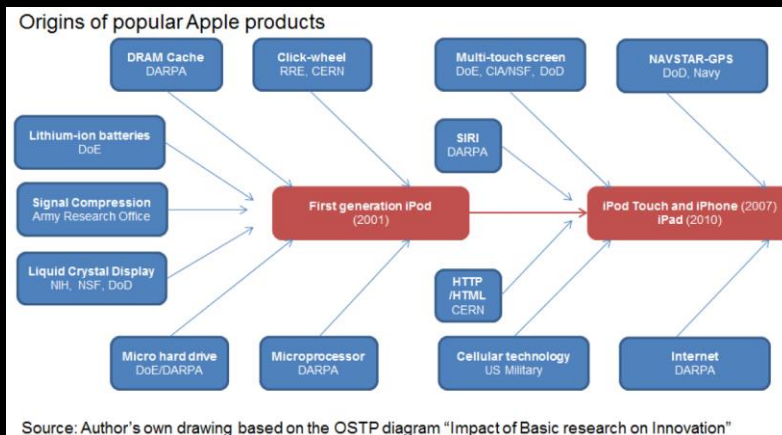 Origins of popular Apple products
DRAM Cache
DARPA
Click-wheel
RRE, CERN
Multi-touch screen
DoE, CIA/NSF, DoD
NAVSTAR-GPS
DoD, Navy
Lithium-ion batteries
DoE
SIRI
DARPA
Signal Compression
Army Research Office
First generation iPod
(2001)
iPod Touch and iPhone (2007)
iPad (2010)
Liquid Crystal Display
NIH, NSF, DoD
HTTP
/HTML
CERN
Micro hard drive
DoE/DARPA
Microprocessor
DARPA
Cellular technology
US Military
Internet
DARPA
Source: Author's own drawing based on the OSTP diagram “Impact of Basic research on Innovation”